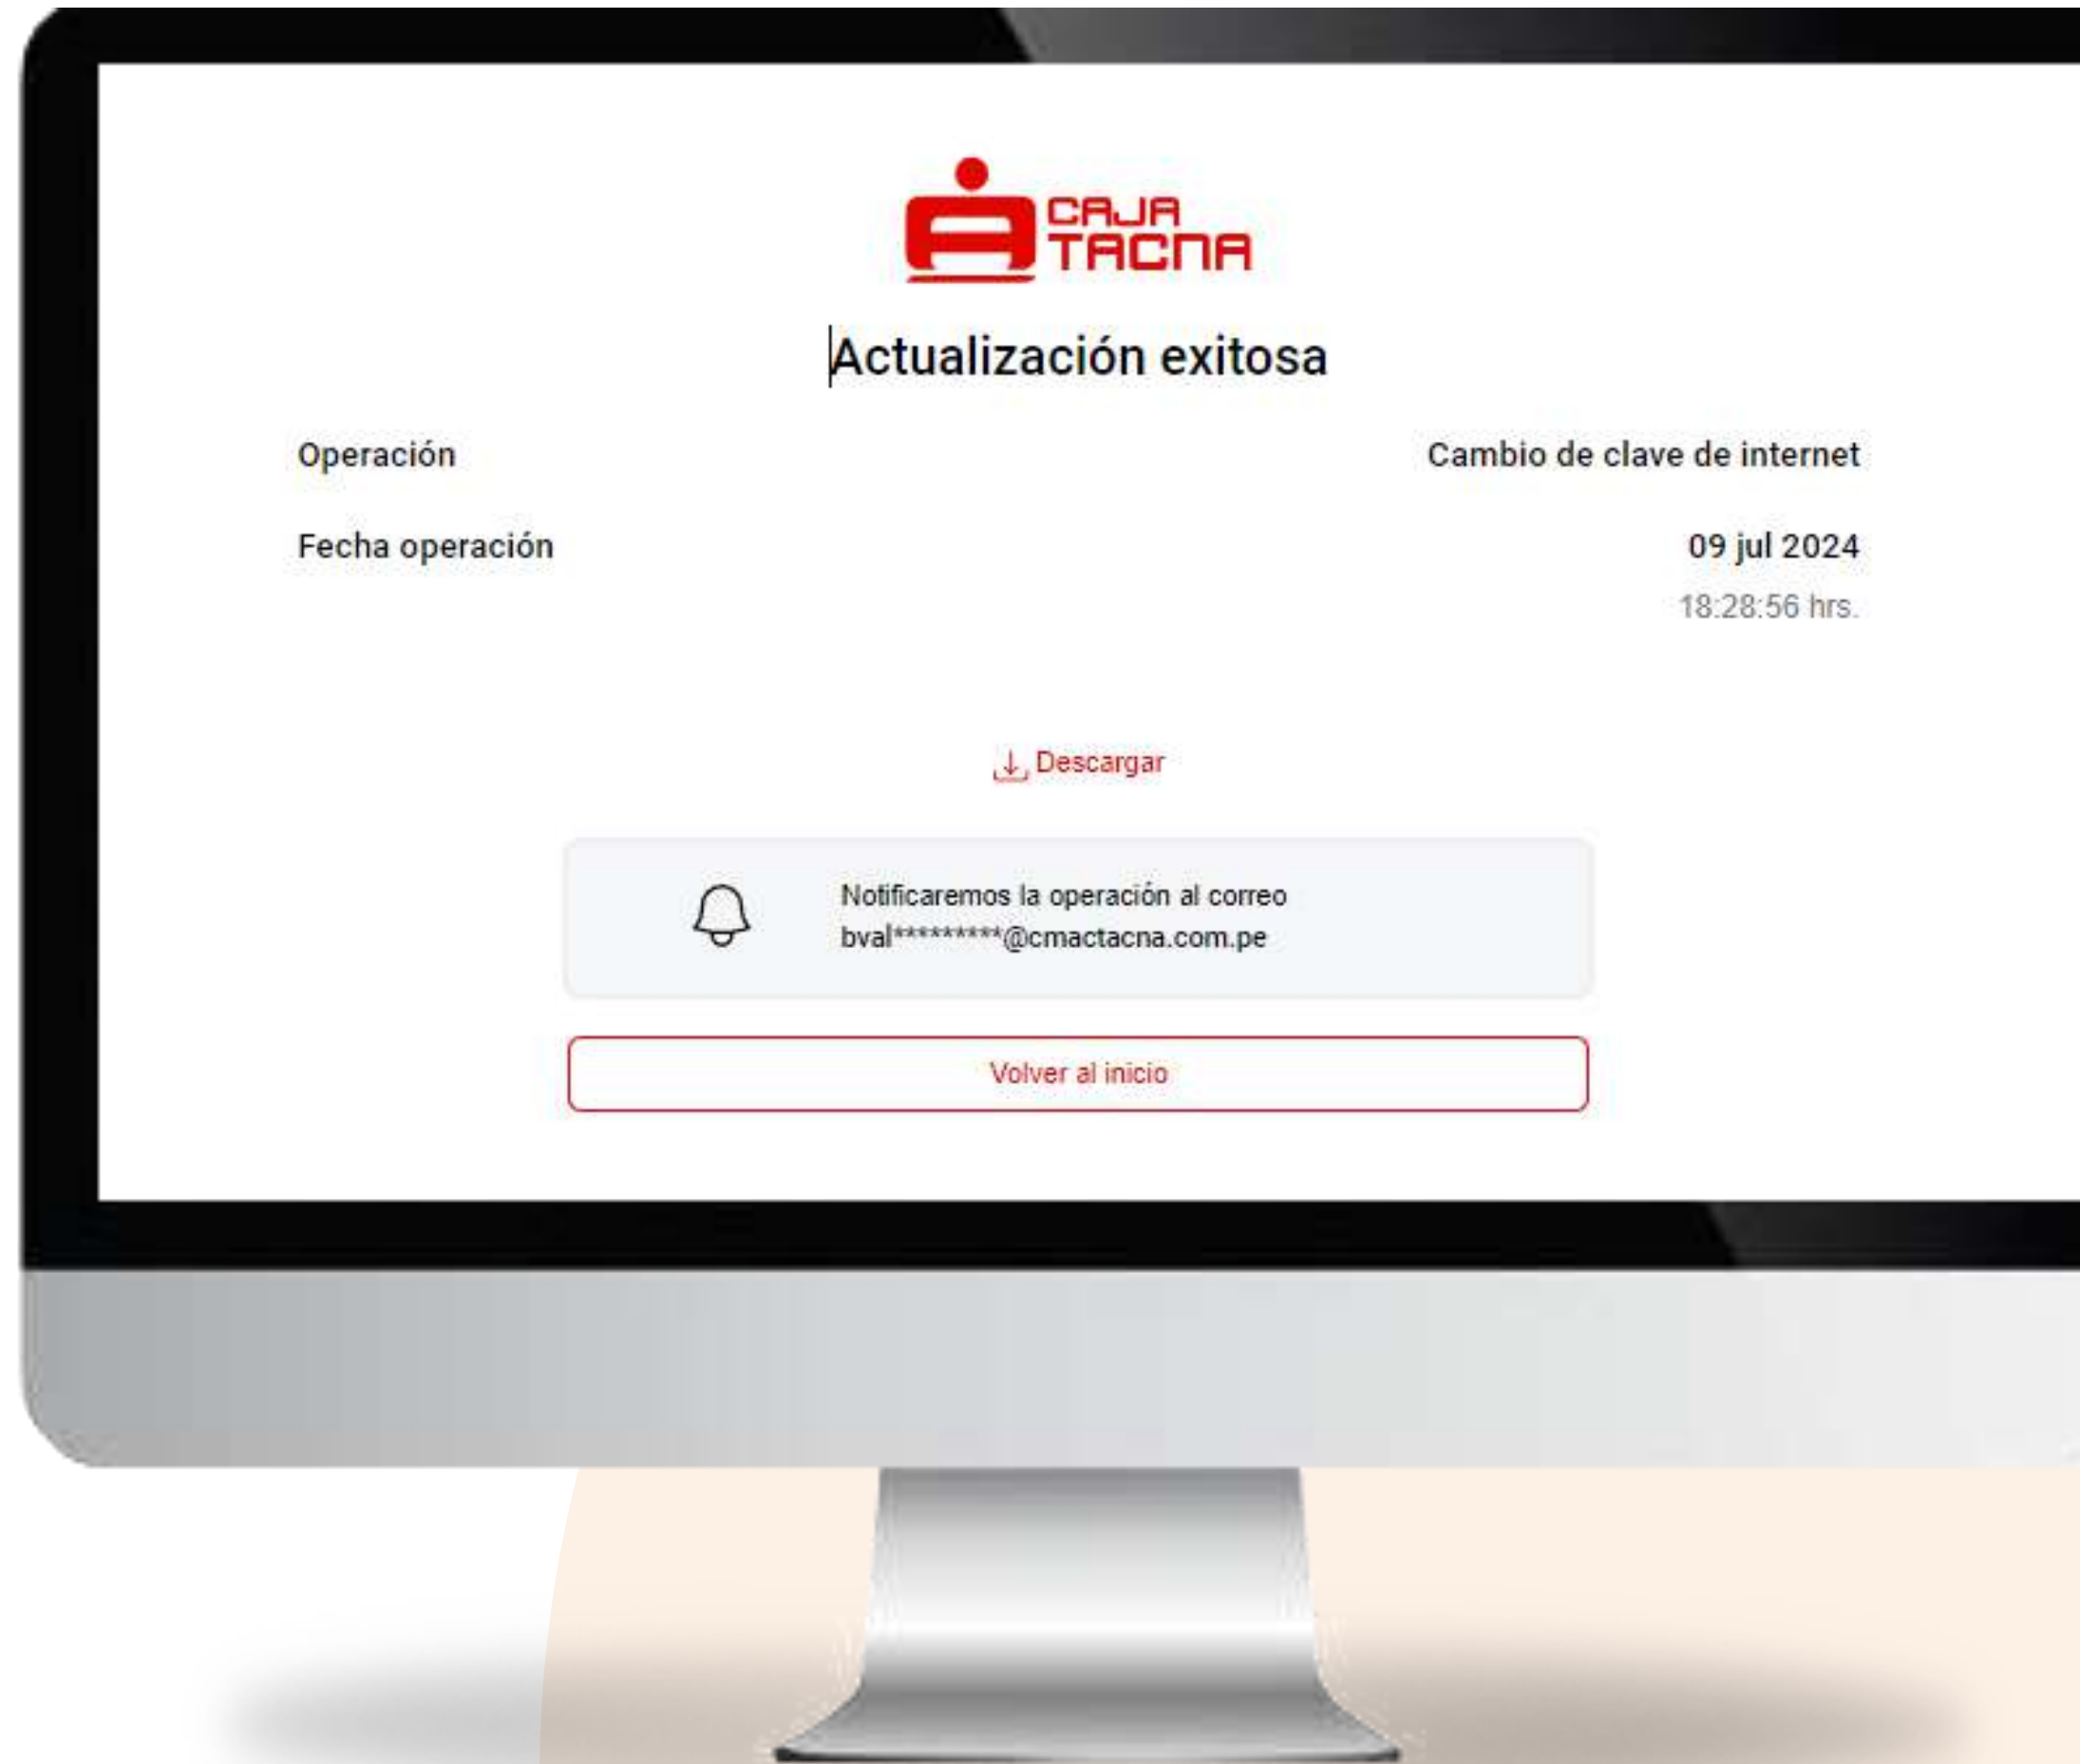 CAJA
TACNA
Actualización exitosa
Operación
Cambio de clave de internet
Fecha operación
09 jul 2024
18:28:56 hrs.
Descargar
Notificaremos la operación al correo
bval*********@cmactacna.com.pe
Volver al inicio